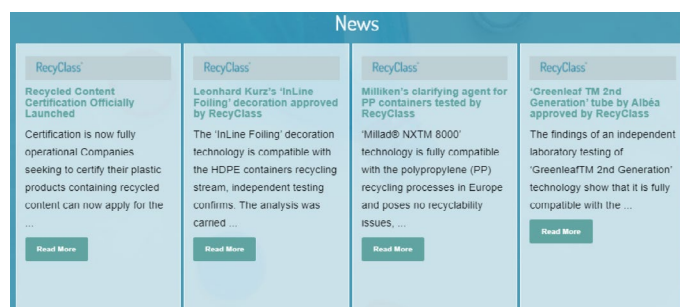 News
RecyClass
Recycled Content
Certification Officially
Launched
Certification is now fully
operational Companies
seeking to certify their plastic
products containing recycled
content can now apply for the
...
Read More
RecyClass
Leonhard Kurz's 'InLine
Foiling' decoration approved
by RecyClass
The 'InLine Foiling' decoration
technology is compatible with
the HDPE containers recycling
stream, independent testing
confirms. The analysis was
carried ...
Read More
RecyClass
Milliken's clarifying agent for
PP containers tested by
RecyClass
'Millad® NXTM 8000'
technology is fully compatible
with the polypropylene (PP)
recycling processes in Europe
and poses no recyclability
issues, ...
Read More
RecyClass
'Greenleaf TM 2nd
Generation' tube by Albéa
approved by RecyClass
The findings of an independent
laboratory testing of
'GreenleafTM 2nd Generation'
technology show that it is fully
compatible with the ...
Read More